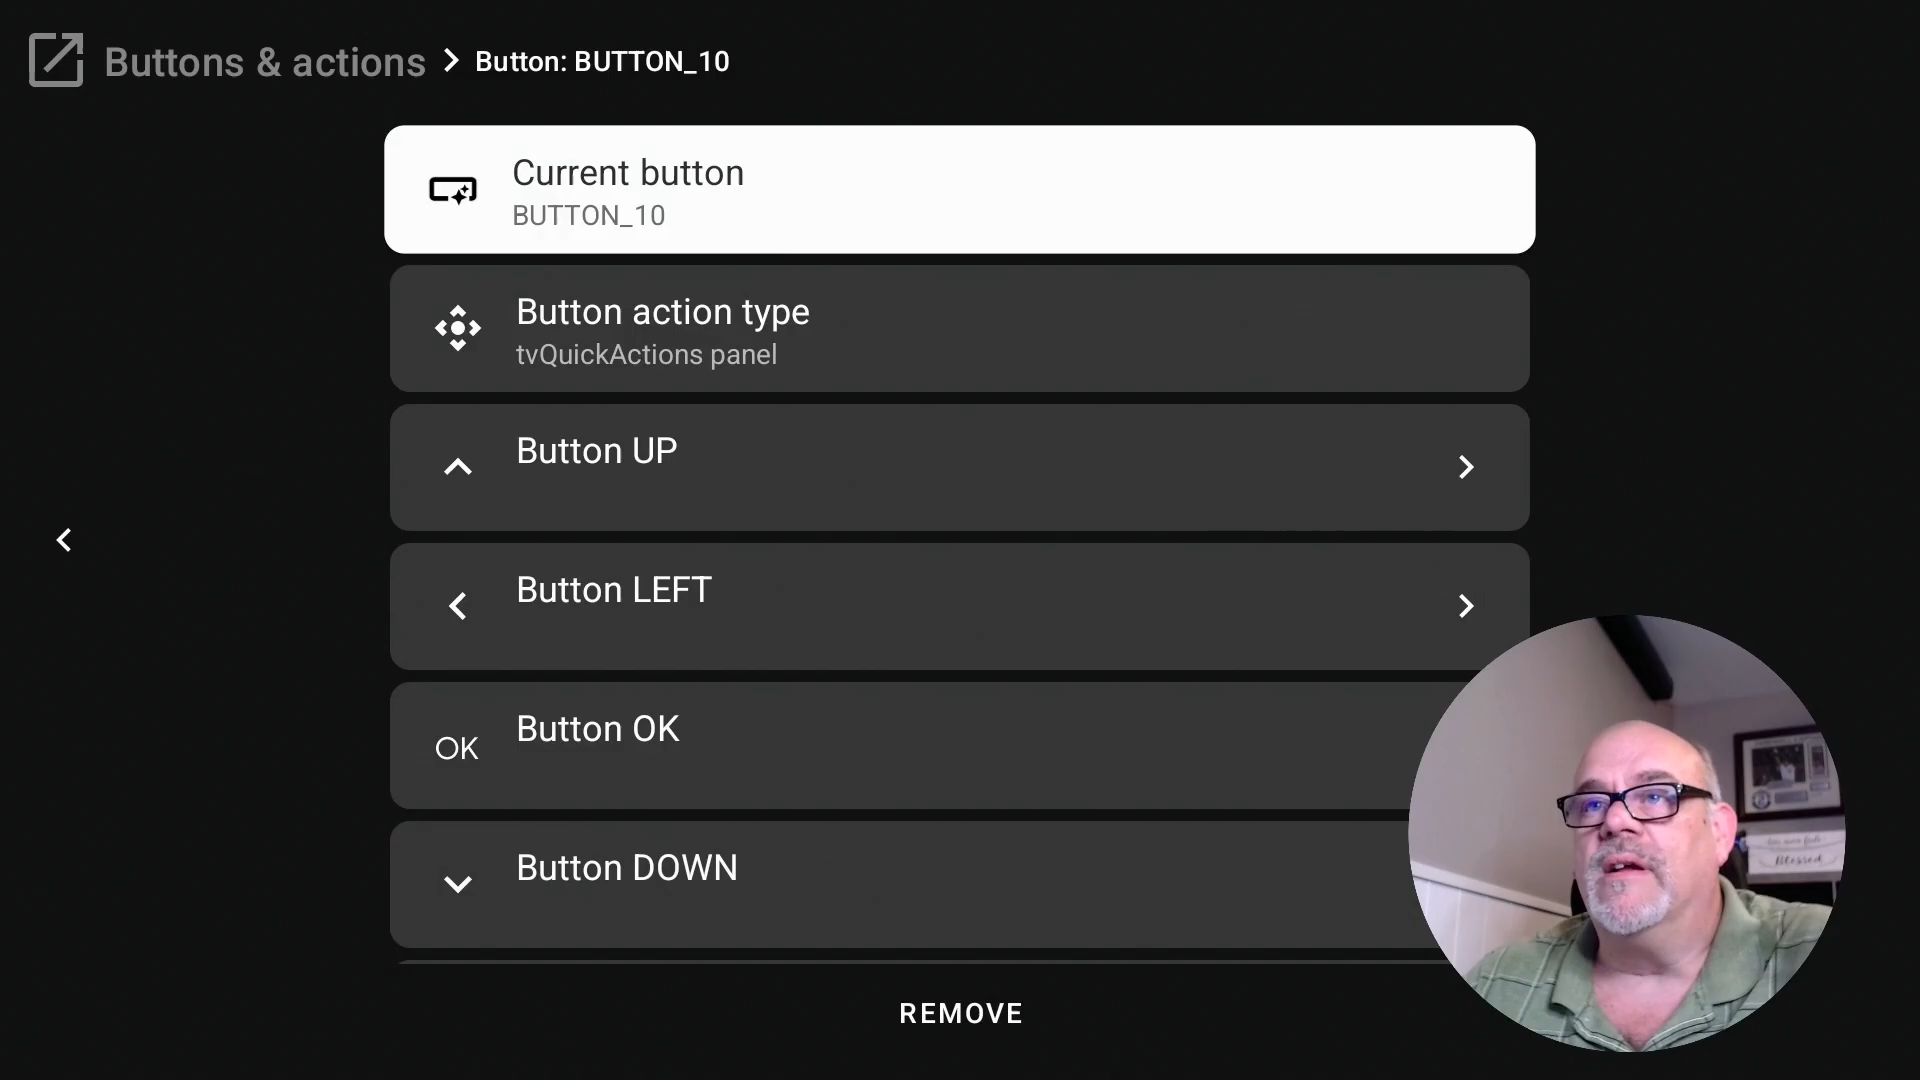 Buttons & actions
Button: BUTTON_10
Current button
BUTTON_10
Button action type
tvQuickActions panel
Button UP
Button LEFT
OK
Button OK
Button DOWN
REMOVE
Blessed